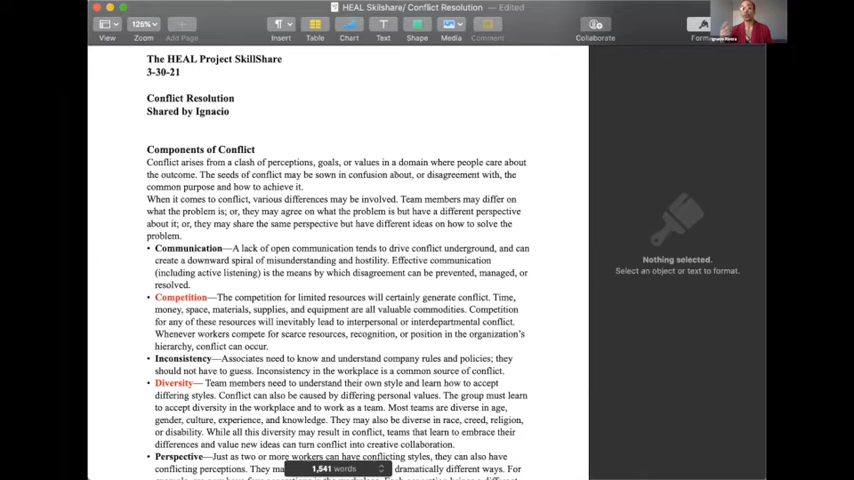 HEAL Skilshare/ Conflict Resolution — Edited
125%
View
Zoom
Add Page
Insert
Table
Chart
Text
Shape
Media
Comment
Collaborate
Format
The HEAL Project SkillShare
3-30-21
Conflict Resolution
Shared by Ignacio
Components of Conflict
Conflict arises from a clash of perceptions, goals, or values in a domain where people care about
the outcome. The seeds of conflict may be sown in confusion about, or disagreement with, the
common purpose and how to achieve it.
When it comes to conflict, various differences may be involved. Team members may differ on
what the problem is; or, they may agree on what the problem is but have a different perspective
about it; or, they may share the same perspective but have different ideas on how to solve the
problem.
• Communication—A lack of open communication tends to drive conflict underground, and can
create a downward spiral of misunderstanding and hostility. Effective communication
(including active listening) is the means by which disagreement can be prevented, managed, or
resolved.
• Competition—The competition for limited resources will certainly generate conflict. Time,
money, space, materials, supplies, and equipment are all valuable commodities. Competition
for any of these resources will inevitably lead to interpersonal or interdepartmental conflict.
Whenever workers compete for scarce resources, recognition, or position in the organization's
hierarchy, conflict can occur.
• Inconsistency—Associates need to know and understand company rules and policies; they
should not have to guess. Inconsistency in the workplace is a common source of conflict.
• Diversity— Team members need to understand their own style and learn how to accept
differing styles. Conflict can also be caused by differing personal values. The group must learn
to accept diversity in the workplace and to work as a team. Most teams are diverse in age,
gender, culture, experience, and knowledge. They may also be diverse in race, creed, religion,
or disability. While all this diversity may result in conflict, teams that learn to embrace their
differences and value new ideas can turn conflict into creative collaboration.
• Perspective—Just as two or more workers can have conflicting styles, they can also have
conflicting perceptions. They ma
dramatically different ways. For
1,541 words
Nothing selected.
Select an object or text to format.